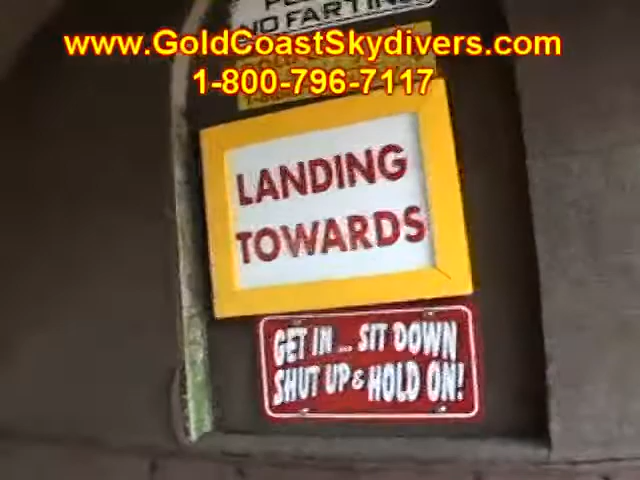 NO FARTING
www.GoldCoastSkydivers.com
1-800-796-7117
LANDING
TOWARDS
GET IN... SIT DOWN
SHUT UP & HOLD ON!